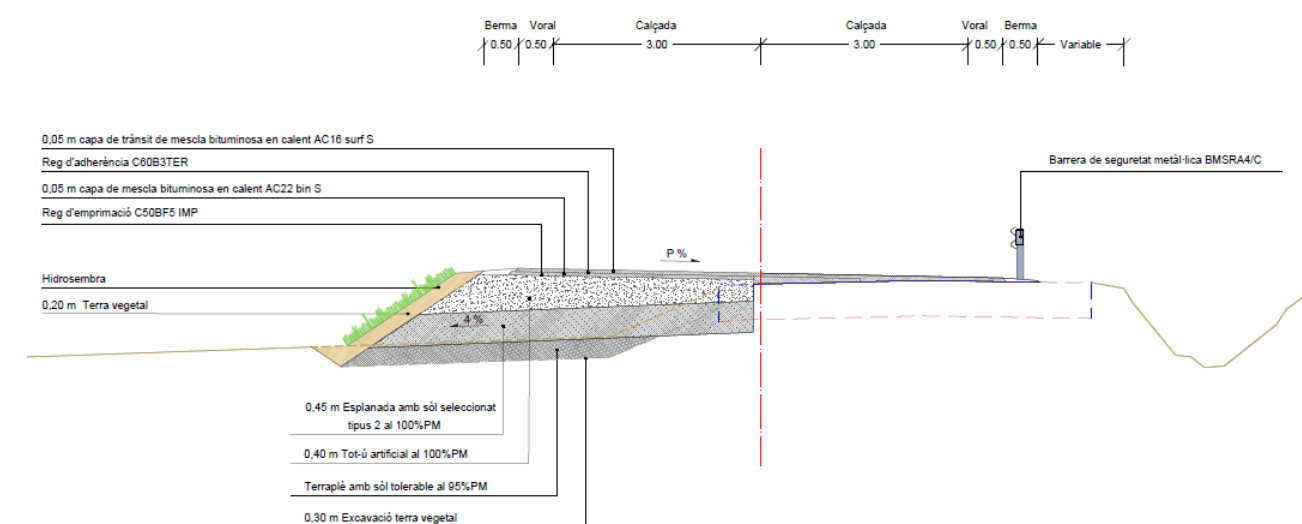 Berma Voral Calçada Calçada Voral Berma
0.50 0.50 3.00 3.00 0.50 0.50 Variable
0,05 m capa de trànsit de mescla bituminosa en calent AC16 surf S
Reg d'adherència C60B3TER
0,05 m capa de mescla bituminosa en calent AC22 bin S
Reg d'emprimació C50BF5 IMP
Barrera de seguretat metàl·lica BMSRA4/C
P %
Hidrosembra
0,20 m Terra vegetal
4 %
0,45 m Esplanada amb sòl seleccionat
tipus 2 al 100%PM
0,40 m Tot-ú artificial al 100%PM
Terraplè amb sòl tolerable al 95%PM
0,30 m Excavació terra vegetal